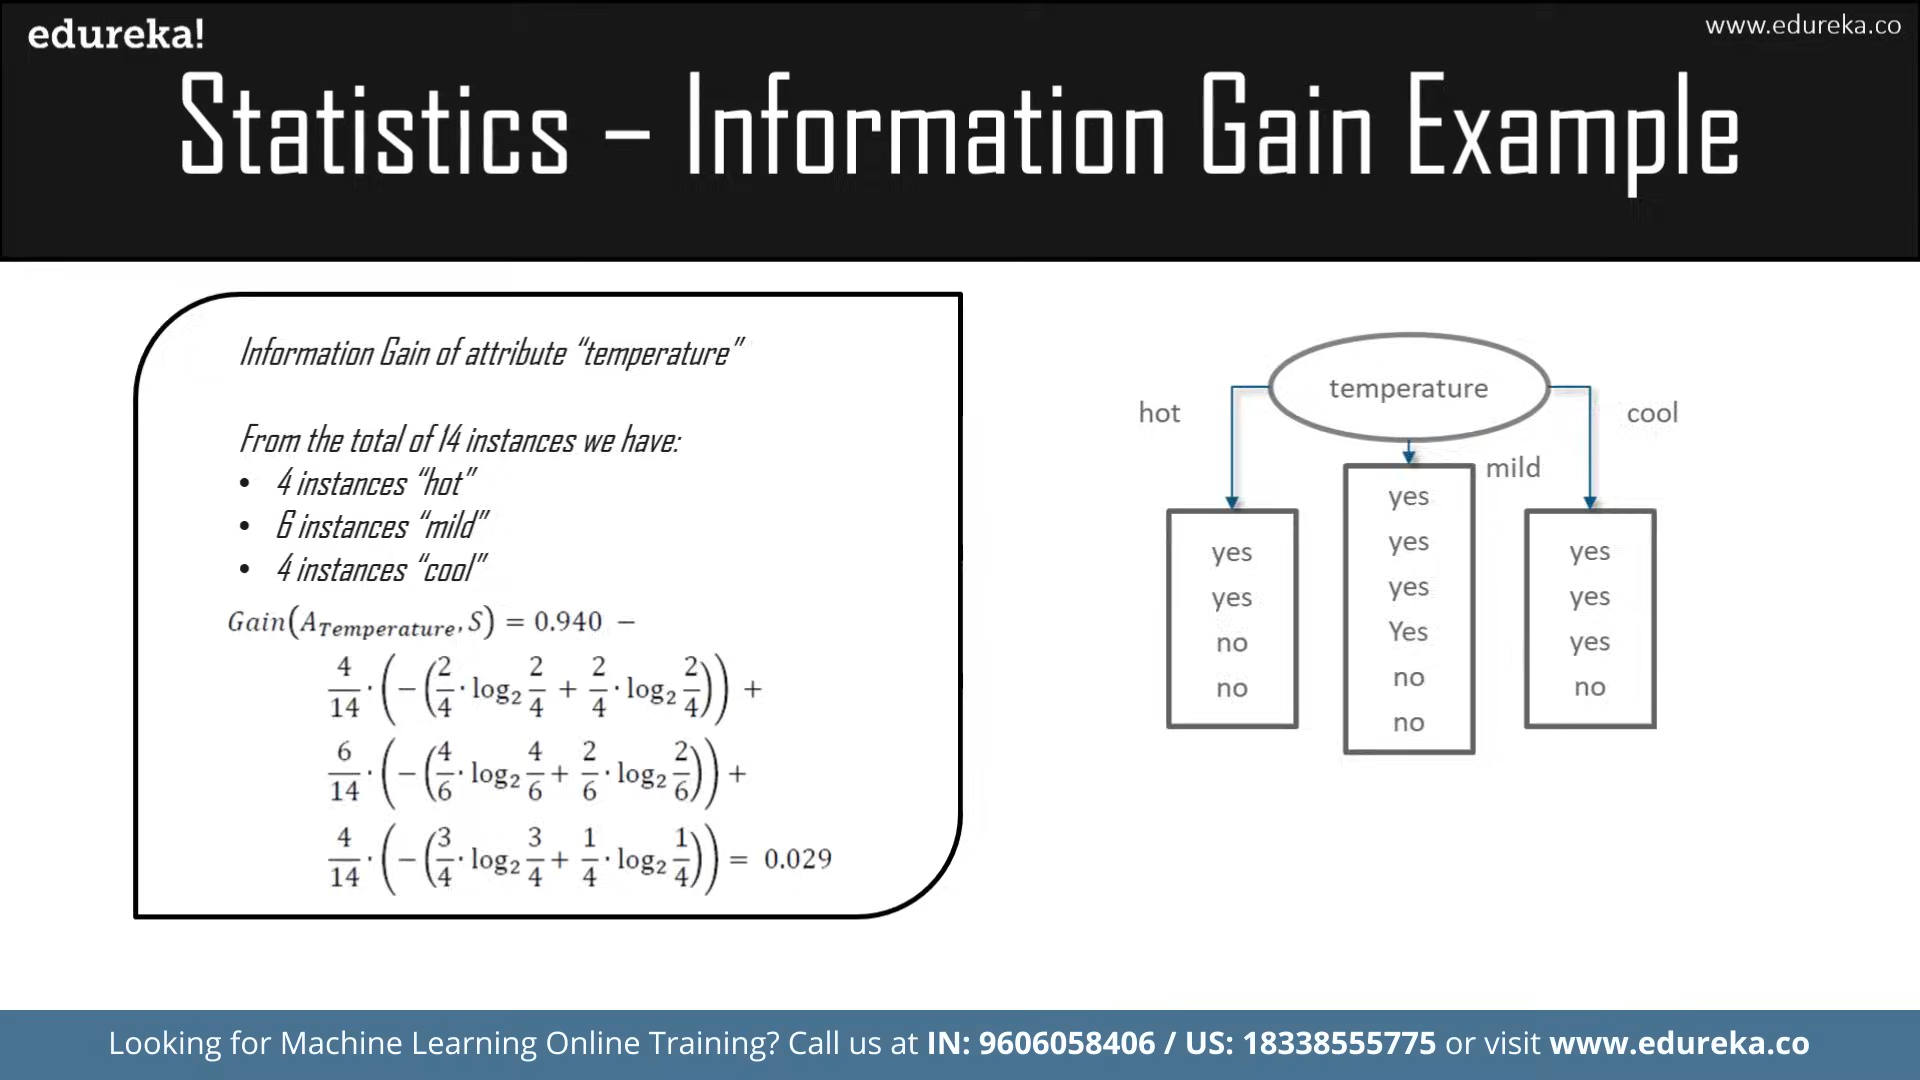 edureka!
www.edureka.co
Statistics – Information Gain Example
Information Gain of attribute “temperature”
From the total of 14 instances we have:
• 4 instances “hot”
• 6 instances “mild”
• 4 instances “cool”
Gain(A_Temperature, S) = 0.940 −
4/14 · (−(2/4 · log₂ 2/4 + 2/4 · log₂ 2/4)) +
6/14 · (−(4/6 · log₂ 4/6 + 2/6 · log₂ 2/6)) +
4/14 · (−(3/4 · log₂ 3/4 + 1/4 · log₂ 1/4)) = 0.029
temperature
hot
mild
cool
yes
yes
no
no
yes
yes
yes
Yes
no
no
yes
yes
yes
no
Looking for Machine Learning Online Training? Call us at IN: 9606058406 / US: 18338555775 or visit www.edureka.co